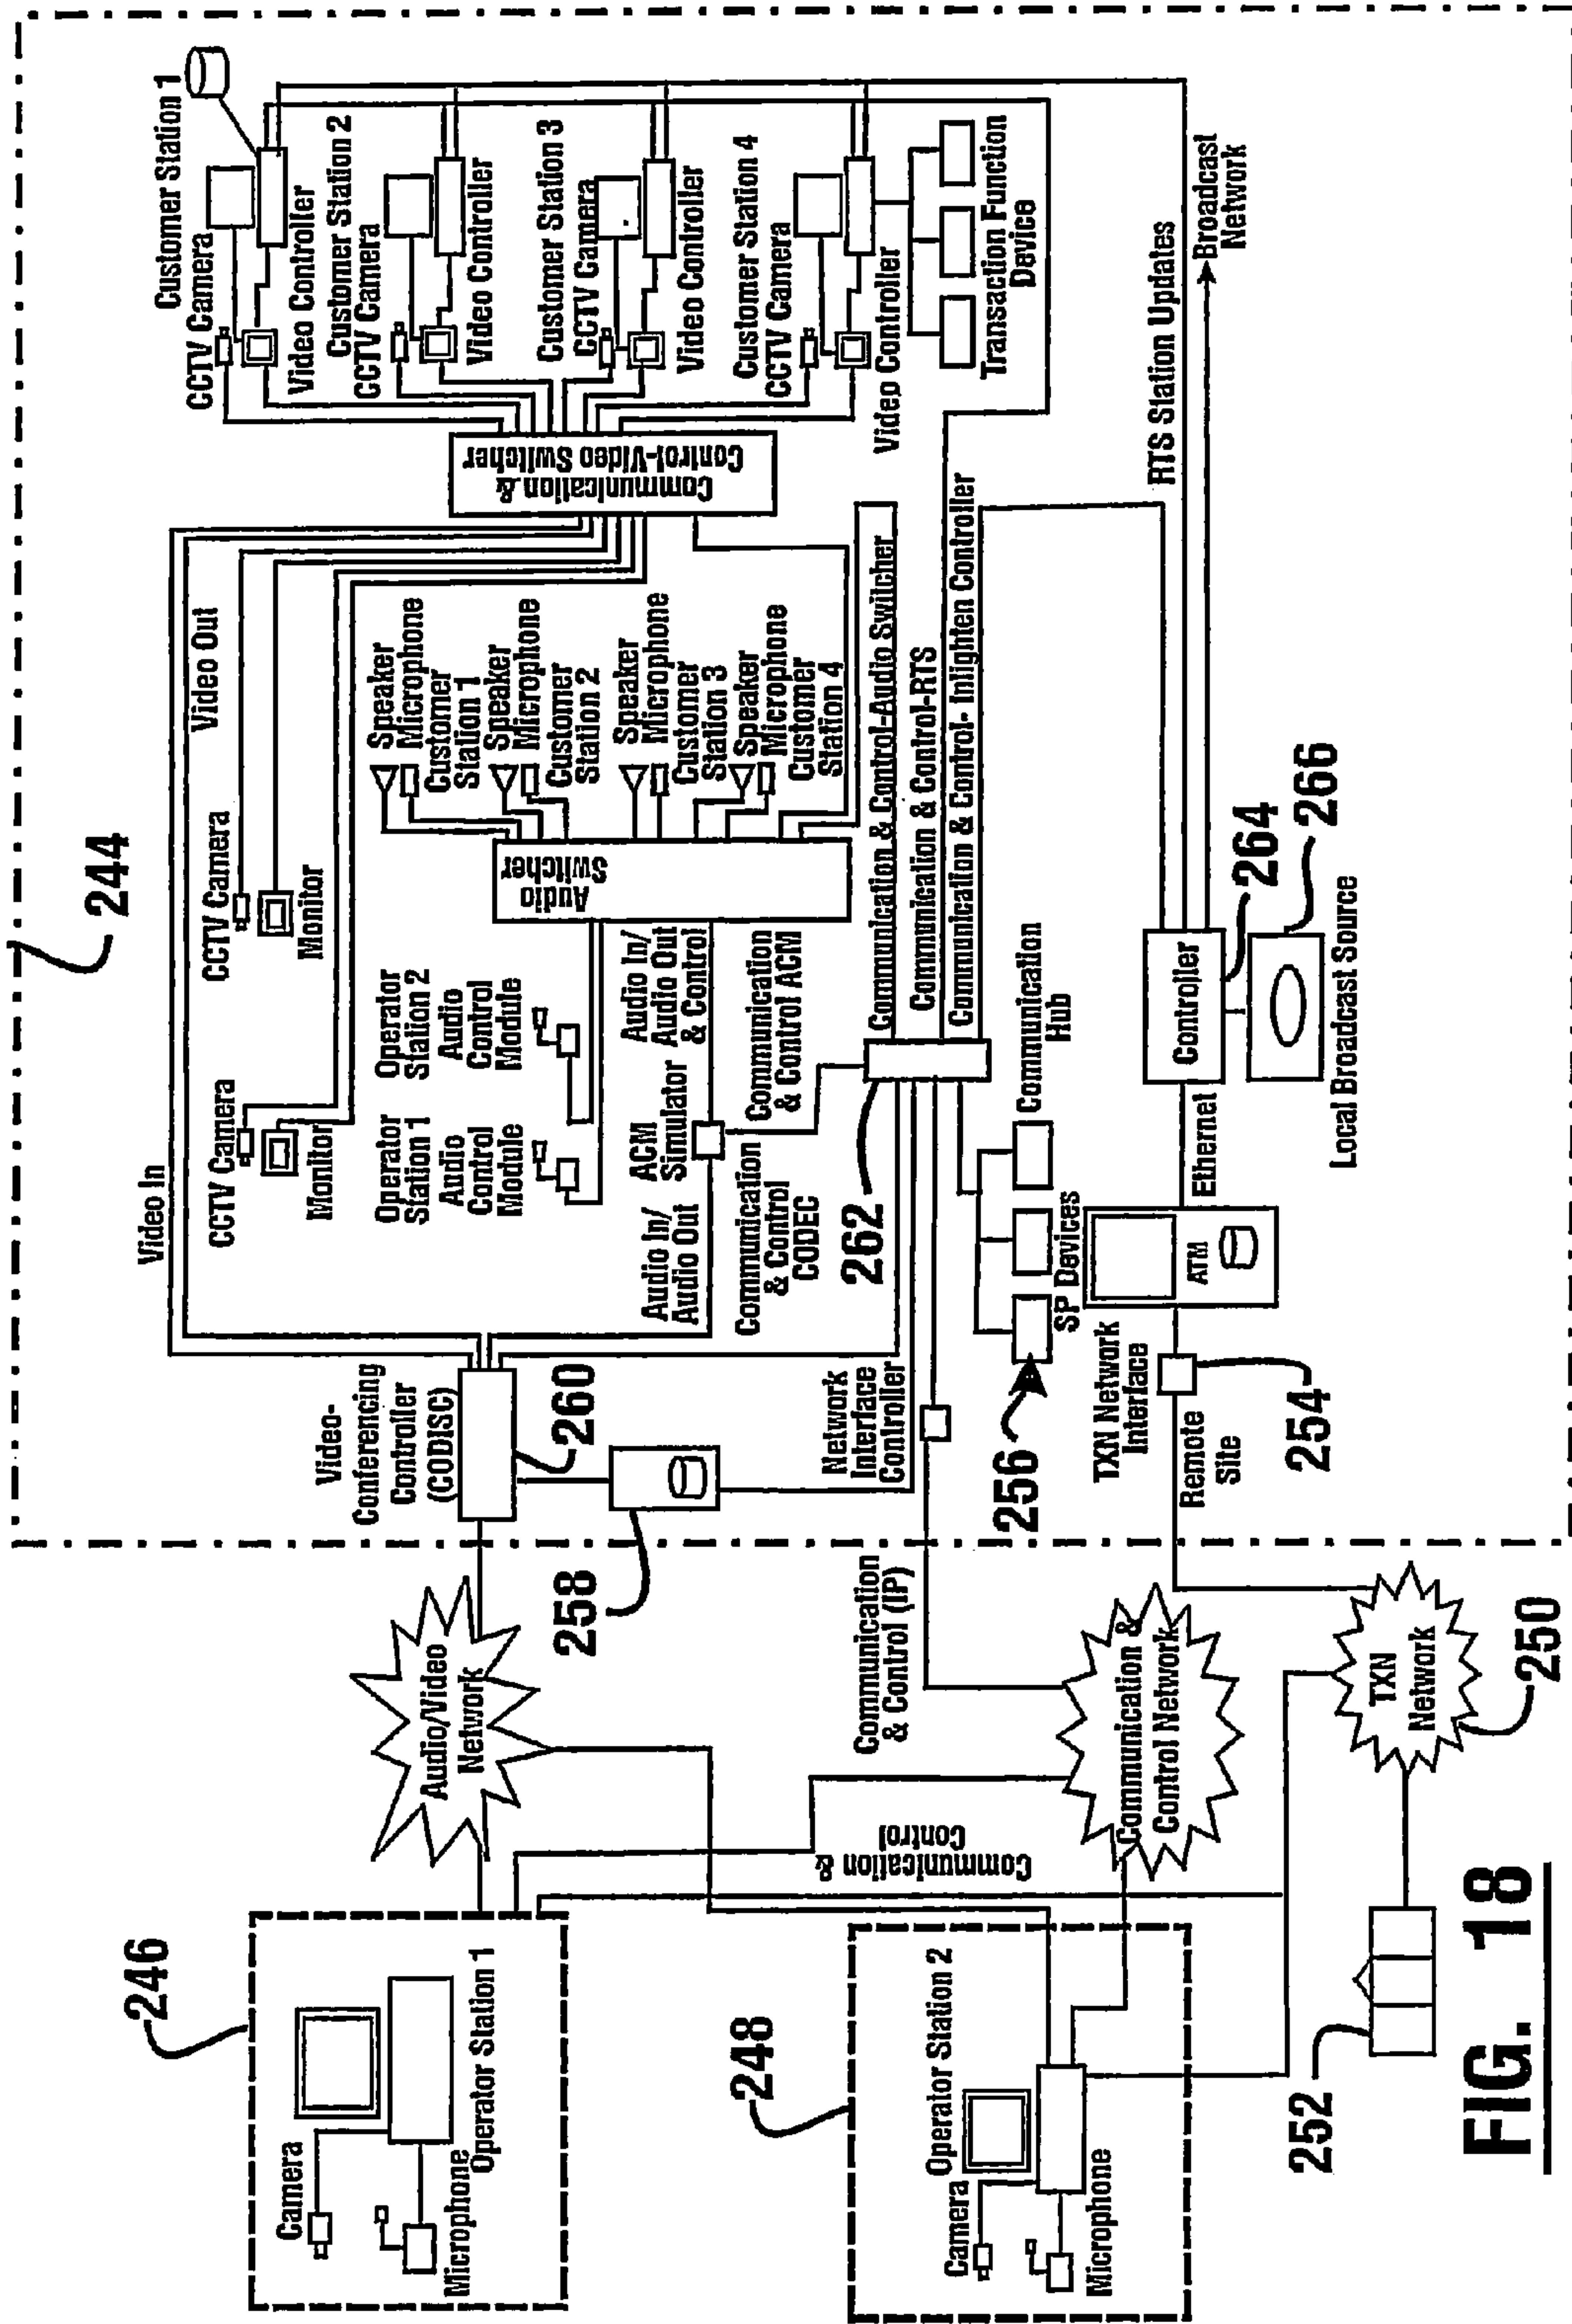 244
Video In
Video Out
CCTV Camera
Monitor
CCTV Camera
Monitor
Customer Station 1
CCTV Camera
Video Controller
Customer Station 2
CCTV Camera
Video Controller
Customer Station 3
CCTV Camera
Video Controller
Customer Station 4
CCTV Camera
Video Controller
Transaction Function
Device
Communication &
Control-Video Switcher
Speaker
Microphone
Customer
Station 1
Speaker
Microphone
Customer
Station 2
Speaker
Microphone
Customer
Station 3
Speaker
Microphone
Customer
Station 4
Audio
Switcher
Operator
Station 1
Audio
Control
Module
Operator
Station 2
Audio
Control
Module
Audio In/
Audio Out
ACM
Simulator
Audio In/
Audio Out
& Control
Communication
& Control
CODEC
Communication
& Control ACM
Communication & Control-Audio Switcher
Communication & Control-RTS
Communication & Control- Inlighten Controller
262
Video-
Conferencing
Controller
(CODISC)
260
258
Network
Interface
Controller
256
SP Devices
Communication
Hub
TXN Network
Interface
Remote
Site
254
ATM
Ethernet
Controller
264
266
Local Broadcast Source
RTS Station Updates
Broadcast
Network
Audio/Video
Network
Communication
& Control (IP)
Communication &
Control Network
TXN
Network
250
Communication &
Control
246
Camera
Microphone
Operator Station 1
248
Operator Station 2
Camera
Microphone
252
FIG. 18